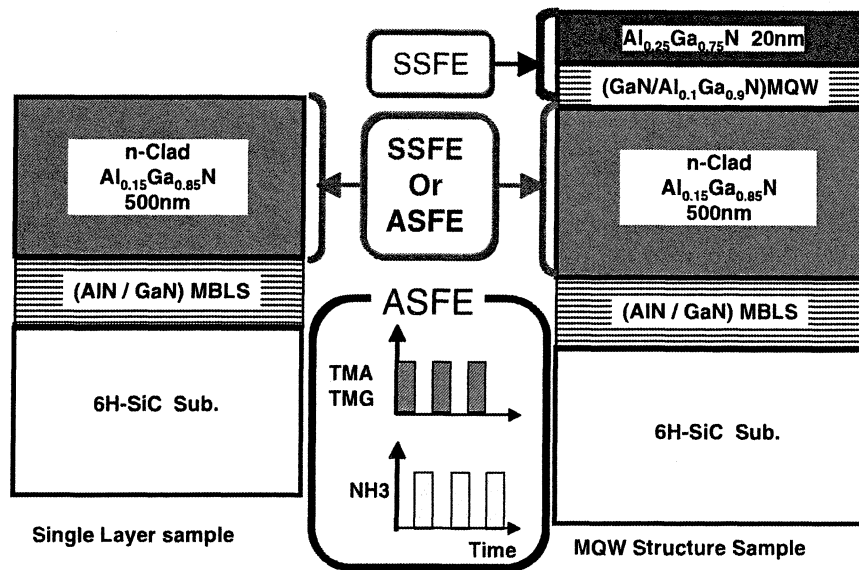 Al0.25Ga0.75N 20nm
SSFE
(GaN/Al0.1Ga0.9N)MQW
n-Clad
Al0.15Ga0.85N
500nm
SSFE
Or
ASFE
n-Clad
Al0.15Ga0.85N
500nm
(AlN / GaN) MBLS
ASFE
(AlN / GaN) MBLS
TMA
TMG
6H-SiC Sub.
6H-SiC Sub.
NH3
Single Layer sample
Time
MQW Structure Sample